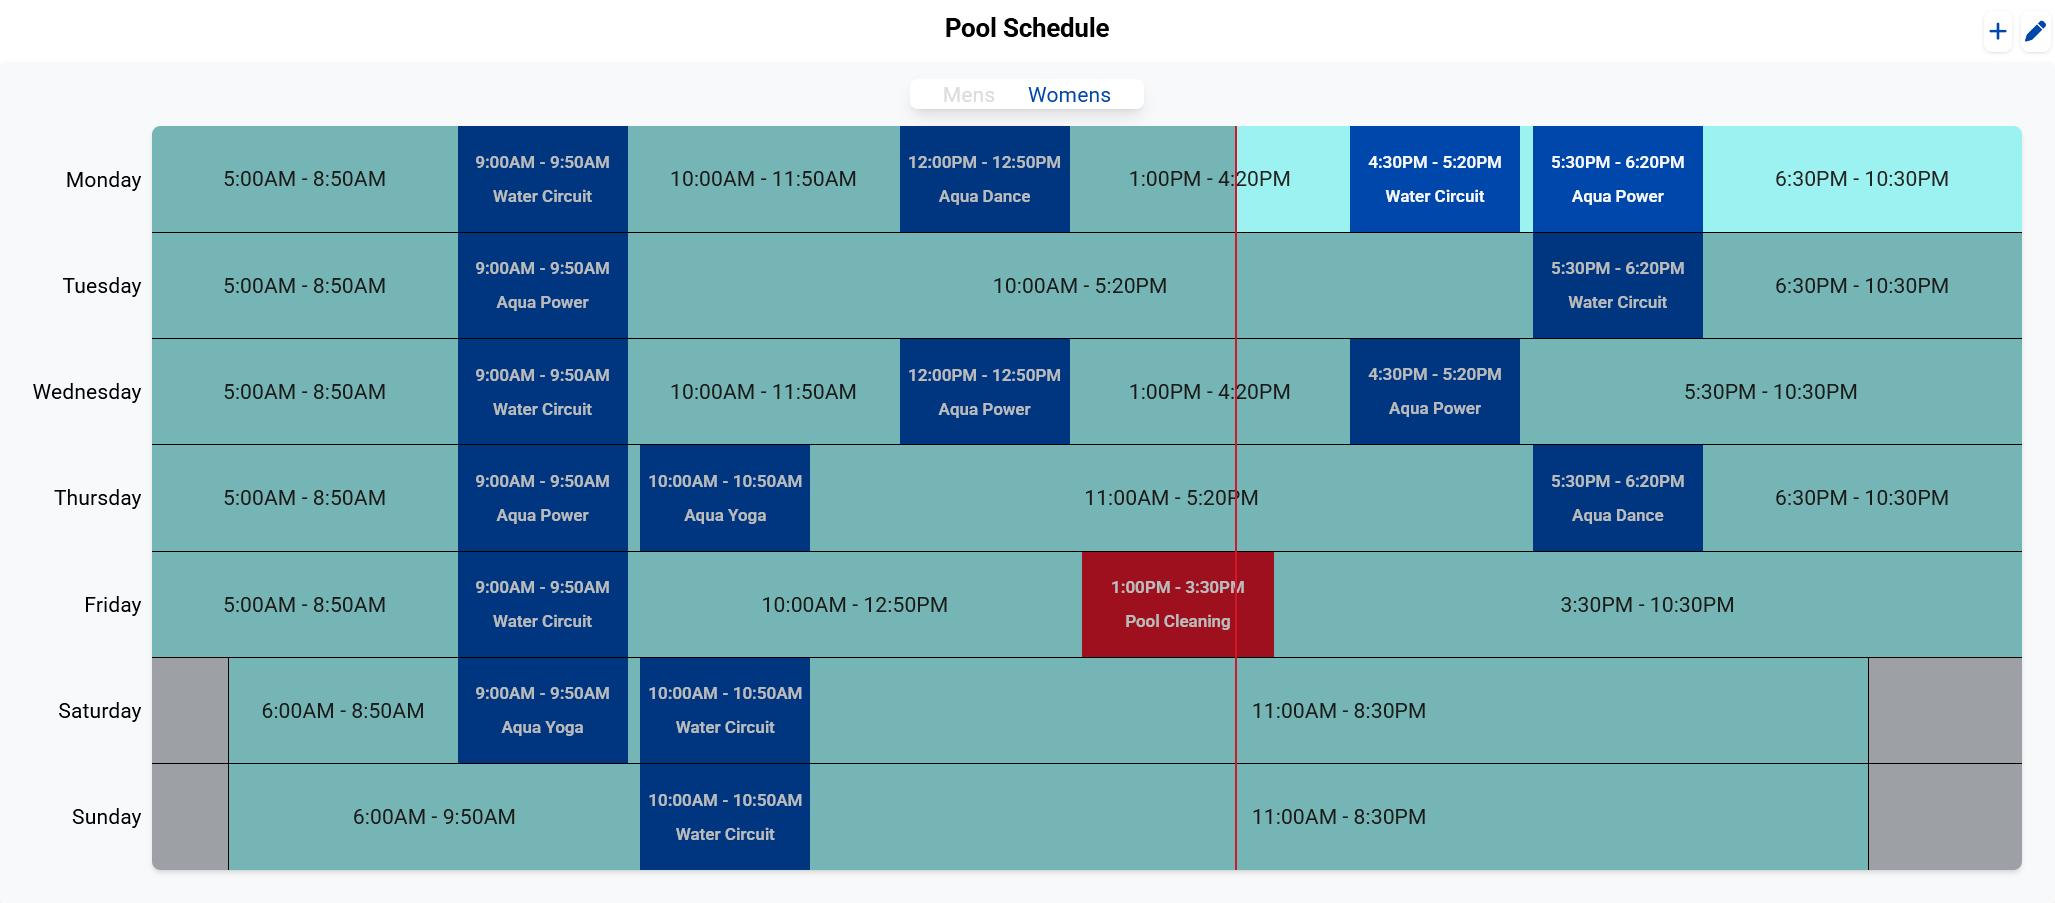 Pool Schedule
Mens Womens
Monday
5:00AM - 8:50AM
9:00AM - 9:50AM
Water Circuit
10:00AM - 11:50AM
12:00PM - 12:50PM
Aqua Dance
1:00PM - 4:20PM
4:30PM - 5:20PM
Water Circuit
5:30PM - 6:20PM
Aqua Power
6:30PM - 10:30PM
Tuesday
5:00AM - 8:50AM
9:00AM - 9:50AM
Aqua Power
10:00AM - 5:20PM
5:30PM - 6:20PM
Water Circuit
6:30PM - 10:30PM
Wednesday
5:00AM - 8:50AM
9:00AM - 9:50AM
Water Circuit
10:00AM - 11:50AM
12:00PM - 12:50PM
Aqua Power
1:00PM - 4:20PM
4:30PM - 5:20PM
Aqua Power
5:30PM - 10:30PM
Thursday
5:00AM - 8:50AM
9:00AM - 9:50AM
Aqua Power
10:00AM - 10:50AM
Aqua Yoga
11:00AM - 5:20PM
5:30PM - 6:20PM
Aqua Dance
6:30PM - 10:30PM
Friday
5:00AM - 8:50AM
9:00AM - 9:50AM
Water Circuit
10:00AM - 12:50PM
1:00PM - 3:30PM
Pool Cleaning
3:30PM - 10:30PM
Saturday
6:00AM - 8:50AM
9:00AM - 9:50AM
Aqua Yoga
10:00AM - 10:50AM
Water Circuit
11:00AM - 8:30PM
Sunday
6:00AM - 9:50AM
10:00AM - 10:50AM
Water Circuit
11:00AM - 8:30PM